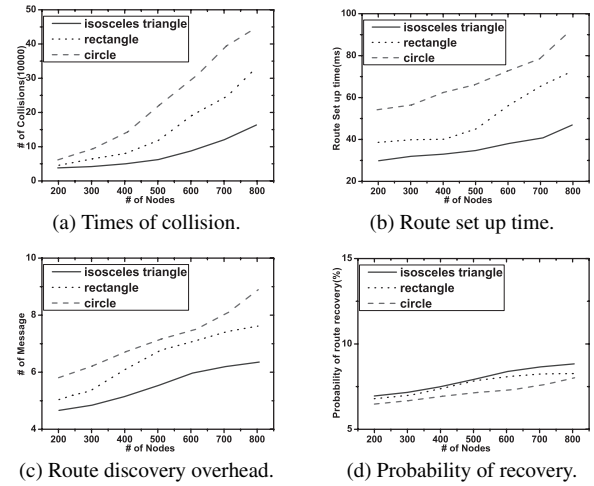 50
40
30
20
10
0
# of Collisions(10000)
isosceles triangle
rectangle
circle
200 300 400 500 600 700 800
# of Nodes
(a) Times of collision.
100
80
60
40
20
Route Set up time(ms)
isosceles triangle
rectangle
circle
200 300 400 500 600 700 800
# of Nodes
(b) Route set up time.
10
8
6
4
# of Message
isosceles triangle
rectangle
circle
200 300 400 500 600 700 800
# of Nodes
(c) Route discovery overhead.
15
10
5
Probability of route recovery(%)
isosceles triangle
rectangle
circle
200 300 400 500 600 700 800
# of Nodes
(d) Probability of recovery.